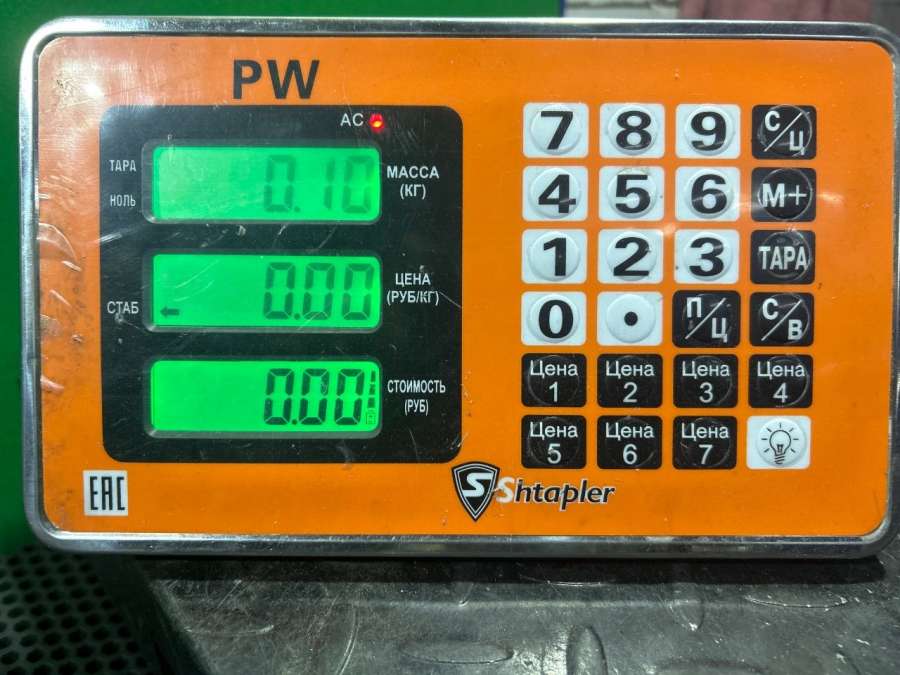 PW
AC
ТАРА
НОЛЬ
0.10
МАССА
(КГ)
СТАБ
0.00
ЦЕНА
(РУБ/КГ)
0.00
СТОИМОСТЬ
(РУБ)
7 8 9 С/Ц
4 5 6 М+
1 2 3 ТАРА
0 . П/Ц С/В
Цена 1
Цена 2
Цена 3
Цена 4
Цена 5
Цена 6
Цена 7
EAC
S Shtapler